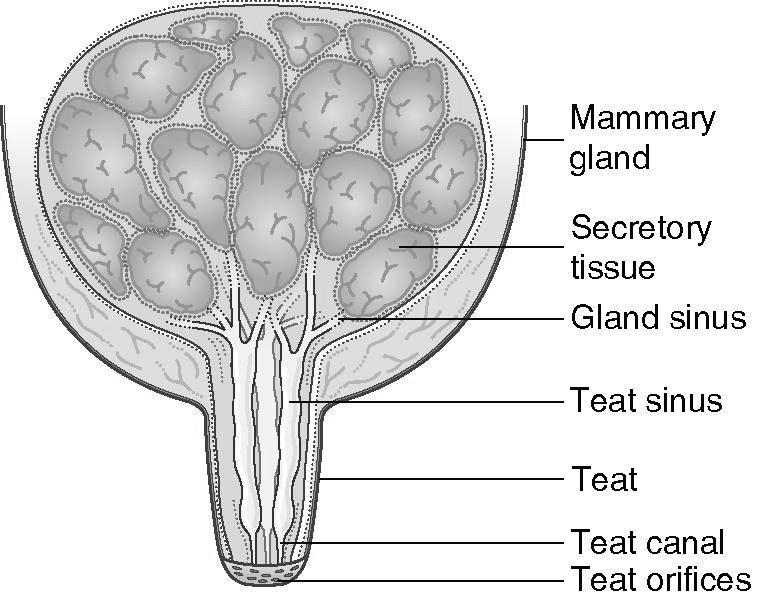 Mammary
gland
Secretory
tissue
Gland sinus
Teat sinus
Teat
Teat canal
Teat orifices